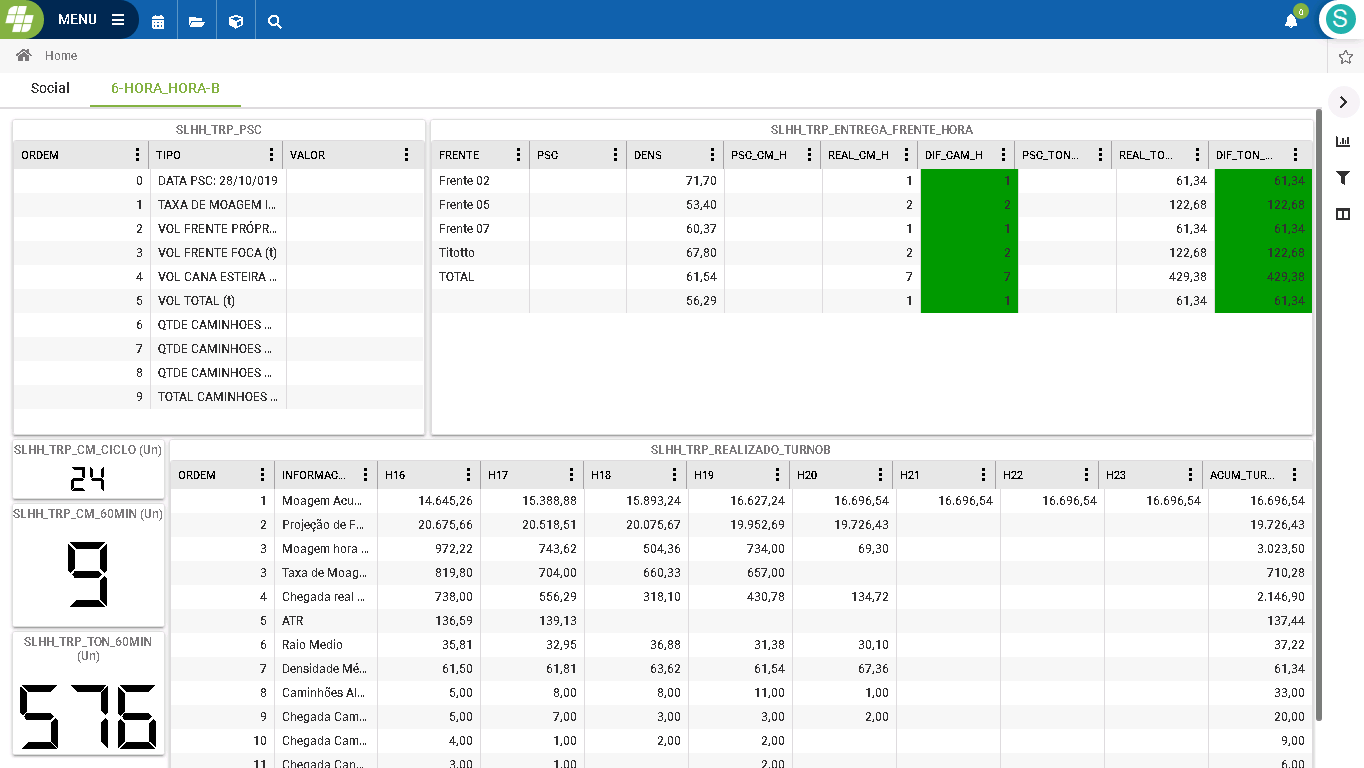 MENU
0
S
Home
Social 6-HORA_HORA-B
SLHH_TRP_PSC
ORDEM TIPO VALOR
0 DATA PSC: 28/10/019
1 TAXA DE MOAGEM I...
2 VOL FRENTE PRÓPR...
3 VOL FRENTE FOCA (t)
4 VOL CANA ESTEIRA ...
5 VOL TOTAL (t)
6 QTDE CAMINHOES ...
7 QTDE CAMINHOES ...
8 QTDE CAMINHOES ...
9 TOTAL CAMINHOES ...
SLHH_TRP_ENTREGA_FRENTE_HORA
FRENTE PSC DENS PSC_CM_H REAL_CM_H DIF_CAM_H PSC_TON... REAL_TO... DIF_TON_...
Frente 02 71,70 1 1 61,34 61,34
Frente 05 53,40 2 2 122,68 122,68
Frente 07 60,37 1 1 61,34 61,34
Titotto 67,80 2 2 122,68 122,68
TOTAL 61,54 7 7 429,38 429,38
56,29 1 1 61,34 61,34
SLHH_TRP_CM_CICLO (Un)
24
SLHH_TRP_CM_60MIN (Un)
9
SLHH_TRP_TON_60MIN
(Un)
576
SLHH_TRP_REALIZADO_TURNOB
ORDEM INFORMAC... H16 H17 H18 H19 H20 H21 H22 H23 ACUM_TUR...
1 Moagem Acu... 14.645,26 15.388,88 15.893,24 16.627,24 16.696,54 16.696,54 16.696,54 16.696,54 16.696,54
2 Projeção de F... 20.675,66 20.518,51 20.075,67 19.952,69 19.726,43 19.726,43
3 Moagem hora ... 972,22 743,62 504,36 734,00 69,30 3.023,50
3 Taxa de Moag... 819,80 704,00 660,33 657,00 710,28
4 Chegada real ... 738,00 556,29 318,10 430,78 134,72 2.146,90
5 ATR 136,59 139,13 137,44
6 Raio Medio 35,81 32,95 36,88 31,38 30,10 37,22
7 Densidade Mé... 61,50 61,81 63,62 61,54 67,36 61,34
8 Caminhões Al... 5,00 8,00 8,00 11,00 1,00 33,00
9 Chegada Cam... 5,00 7,00 3,00 3,00 2,00 20,00
10 Chegada Cam... 4,00 1,00 2,00 2,00 9,00
11 Chegada Can... 3,00 1,00 2,00 6,00